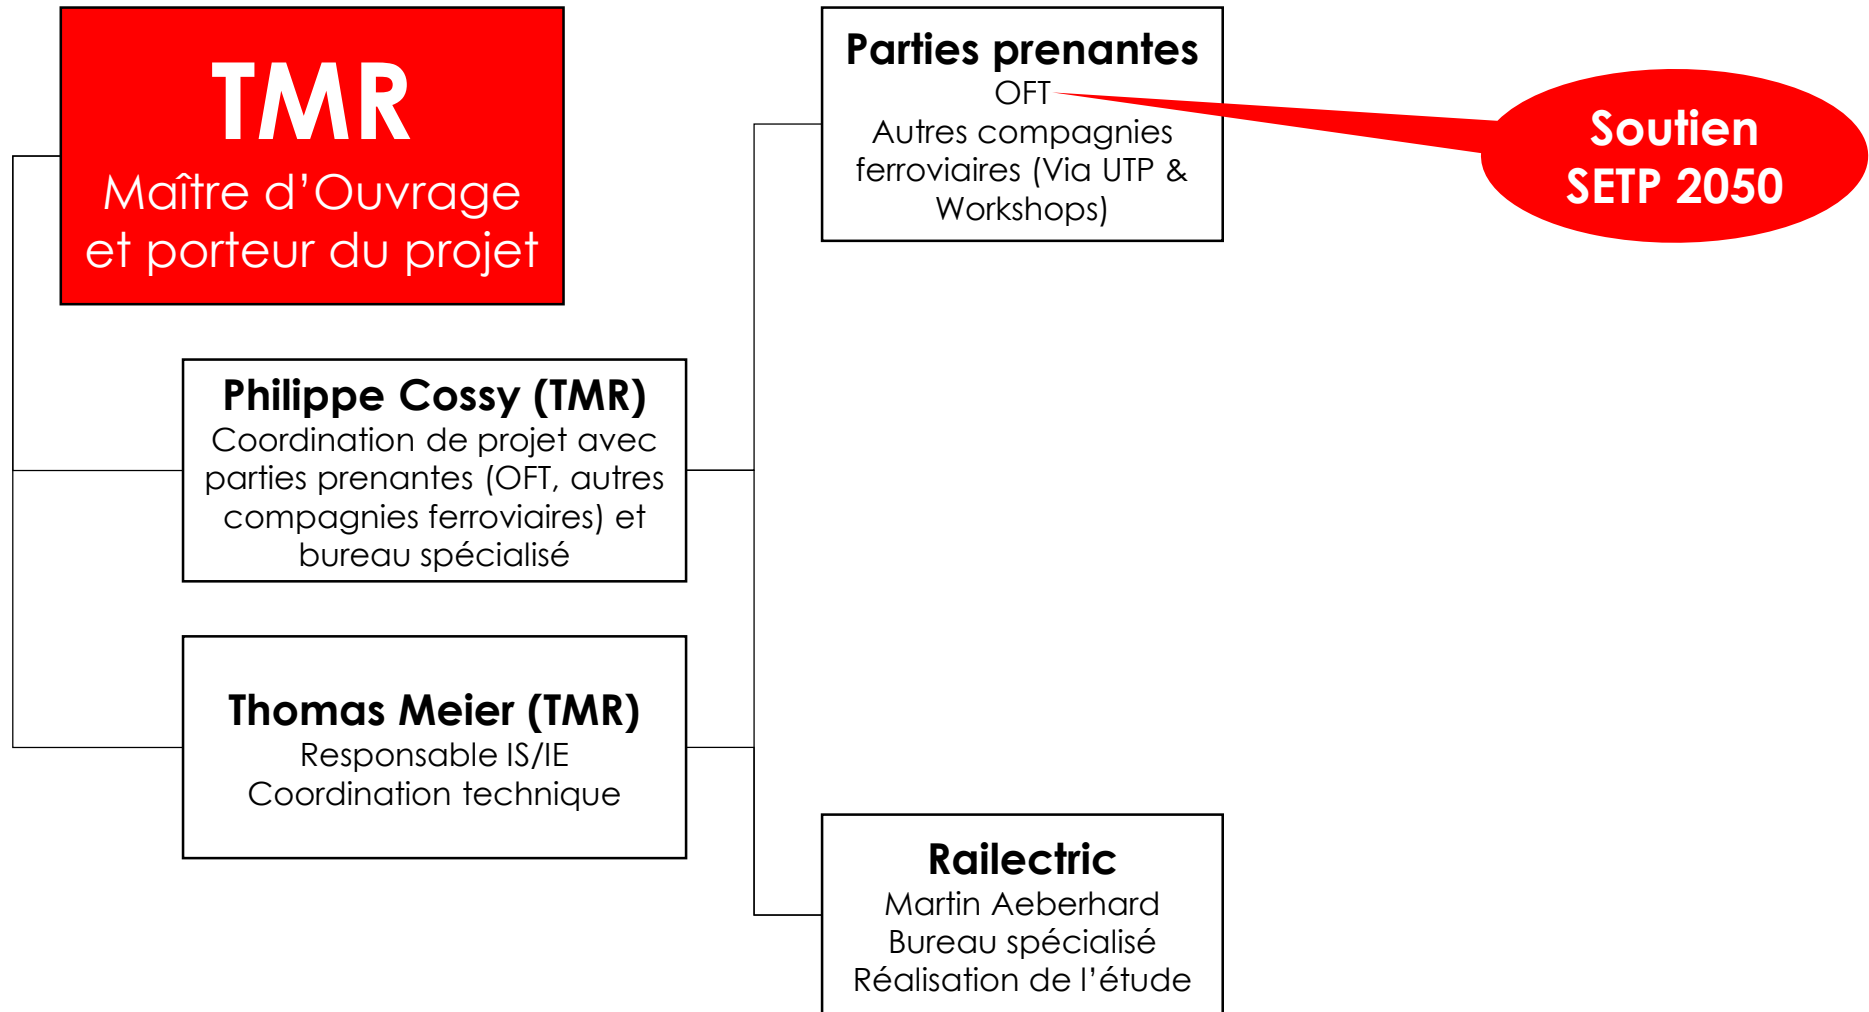 TMR
Maître d’Ouvrage
et porteur du projet
Philippe Cossy (TMR)
Coordination de projet avec
parties prenantes (OFT, autres
compagnies ferroviaires) et
bureau spécialisé
Thomas Meier (TMR)
Responsable IS/IE
Coordination technique
Parties prenantes
OFT
Autres compagnies
ferroviaires (Via UTP &
Workshops)
Soutien
SETP 2050
Railectric
Martin Aeberhard
Bureau spécialisé
Réalisation de l’étude